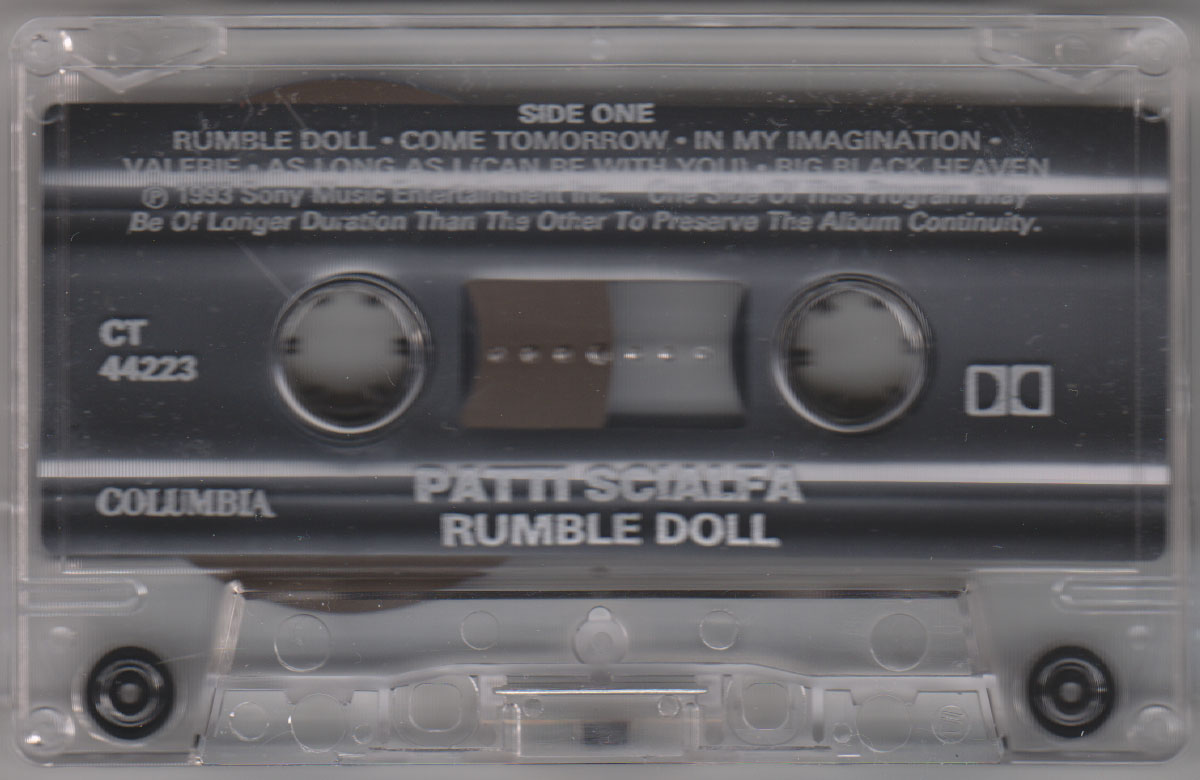 SIDE ONE
RUMBLE DOLL • COME TOMORROW • IN MY IMAGINATION •
VALERIE • AS LONG AS I (CAN BE WITH YOU) • BIG BLACK HEAVEN
℗ 1993 Sony Music Entertainment Inc. One Side Of This Program May
Be Of Longer Duration Than The Other To Preserve The Album Continuity.
CT
44223
COLUMBIA
PATTI SCIALFA
RUMBLE DOLL